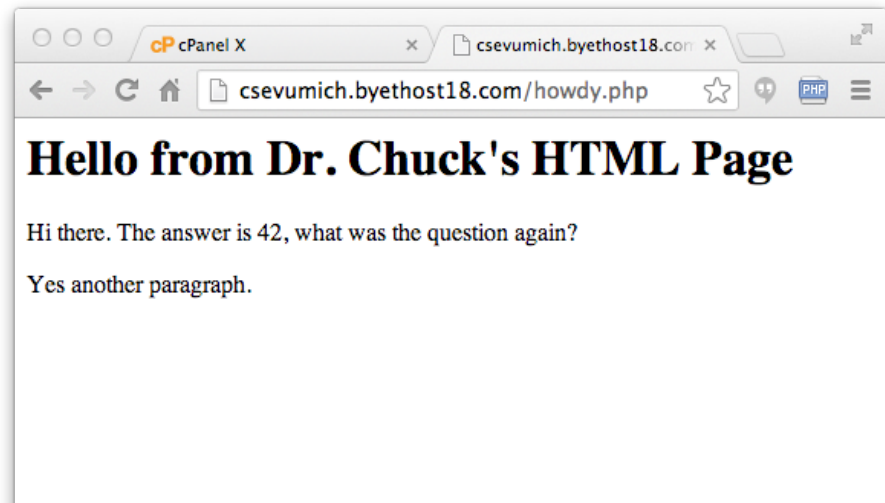 cP cPanel X
csevumich.byethost18.con
csevumich.byethost18.com/howdy.php
PHP
Hello from Dr. Chuck's HTML Page
Hi there. The answer is 42, what was the question again?
Yes another paragraph.